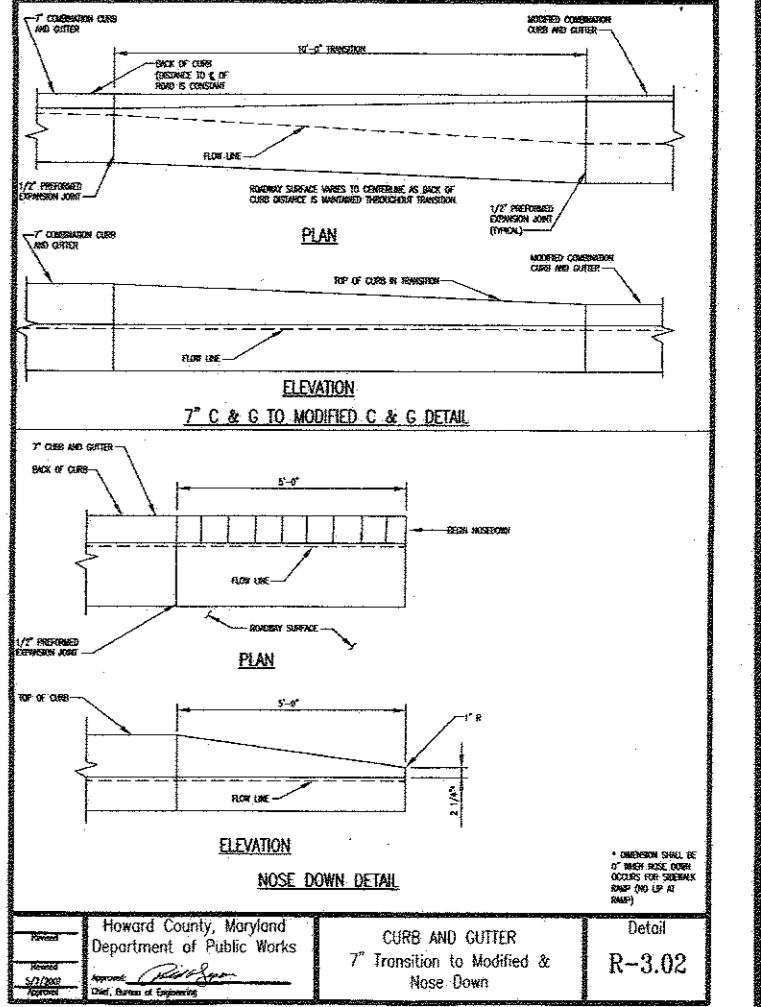 7" COMBINATION CURB
AND GUTTER
MODIFIED COMBINATION
CURB AND GUTTER
10'-0" TRANSITION
BACK OF CURB
(DISTANCE TO ℄ OF
ROAD IS CONSTANT
FLOW LINE
1/2" PREFORMED
EXPANSION JOINT
ROADWAY SURFACE VARIES TO CENTERLINE AS BACK OF
CURB DISTANCE IS MAINTAINED THROUGHOUT TRANSITION.
1/2" PREFORMED
EXPANSION JOINT
(TYPICAL)
PLAN
7" COMBINATION CURB
AND GUTTER
MODIFIED COMBINATION
CURB AND GUTTER
TOP OF CURB IN TRANSITION
FLOW LINE
ELEVATION
7" C & G TO MODIFIED C & G DETAIL
7" CURB AND GUTTER
BACK OF CURB
5'-0"
BEGIN NOSEDOWN
FLOW LINE
1/2" PREFORMED
EXPANSION JOINT
ROADWAY SURFACE
PLAN
TOP OF CURB
5'-0"
1" R
FLOW LINE
2 1/4"*
ELEVATION
NOSE DOWN DETAIL
* DIMENSION SHALL BE
0" WHEN NOSE DOWN
OCCURS FOR SIDEWALK
RAMP (NO LIP AT
RAMP)
Revised
Revised
5/7/2007
Approved
Howard County, Maryland
Department of Public Works
Approved:
Chief, Bureau of Engineering
CURB AND GUTTER
7" Transition to Modified &
Nose Down
Detail
R-3.02